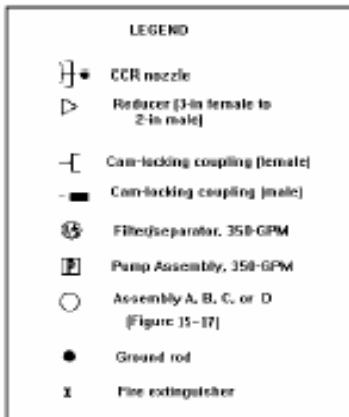 LEGEND
CCR nozzle
Reducer (3-in female to
2-in male)
Cam-locking coupling (female)
Cam-locking coupling (male)
Filter/separator, 350-GPM
P Pump Assembly, 350-GPM
Assembly A, B, C, or D
(Figure 15-17)
Ground rod
Fire extinguisher